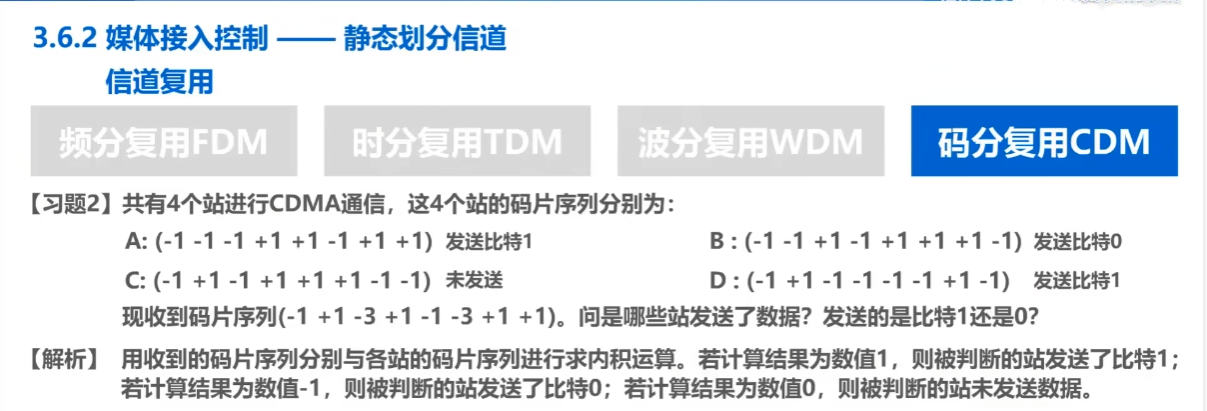 3.6.2 媒体接入控制 —— 静态划分信道
信道复用
频分复用FDM 时分复用TDM 波分复用WDM 码分复用CDM
【习题2】共有4个站进行CDMA通信，这4个站的码片序列分别为：
A: (-1 -1 -1 +1 +1 -1 +1 +1) 发送比特1 B : (-1 -1 +1 -1 +1 +1 +1 -1) 发送比特0
C: (-1 +1 -1 +1 +1 +1 -1 -1) 未发送 D : (-1 +1 -1 -1 -1 -1 +1 -1) 发送比特1
现收到码片序列(-1 +1 -3 +1 -1 -3 +1 +1)。问是哪些站发送了数据？发送的是比特1还是0？
【解析】 用收到的码片序列分别与各站的码片序列进行求内积运算。若计算结果为数值1，则被判断的站发送了比特1；
若计算结果为数值-1，则被判断的站发送了比特0；若计算结果为数值0，则被判断的站未发送数据。